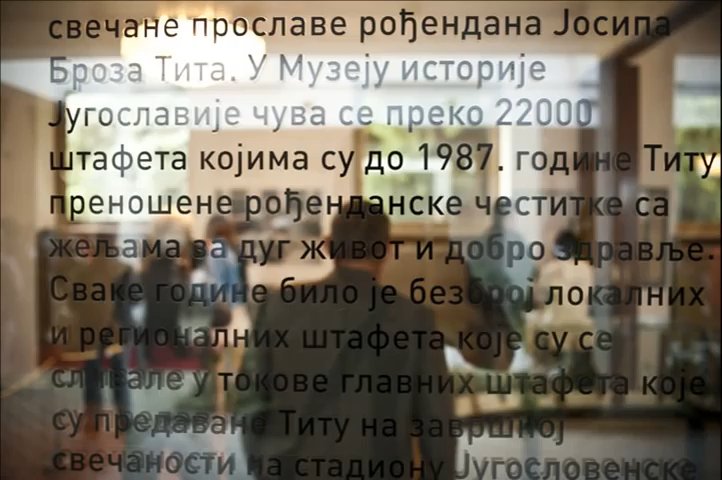 свечане прославе рођендана Јосипа
Броза Тита. У Музеју историје
Југославије чува се преко 22000
штафета којима су до 1987. године Титу
преношене рођенданске честитке са
жељама за дуг живот и добро здравље.
Сваке године било је безброј локалних
и регионалних штафета које су се
сливале у токове главних штафета које
су предаване Титу на завршној
свечаности на стадиону Југословенске